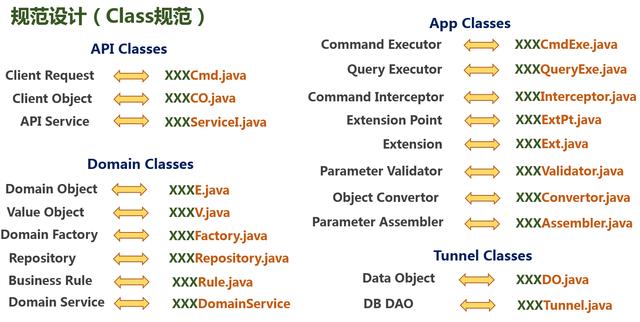 规范设计（Class规范）
API Classes
Client Request XXXCmd.java
Client Object XXXCO.java
API Service XXXServiceI.java
Domain Classes
Domain Object XXXE.java
Value Object XXXV.java
Domain Factory XXXFactory.java
Repository XXXRepository.java
Business Rule XXXRule.java
Domain Service XXXDomainService
App Classes
Command Executor XXXCmdExe.java
Query Executor XXXQueryExe.java
Command Interceptor XXXInterceptor.java
Extension Point XXXExtPt.java
Extension XXXExt.java
Parameter Validator XXXValidator.java
Object Convertor XXXConvertor.java
Parameter Assembler XXXAssembler.java
Tunnel Classes
Data Object XXXDO.java
DB DAO XXXTunnel.java